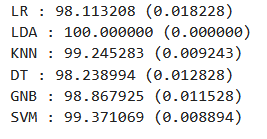 LR : 98.113208 (0.018228)
LDA : 100.000000 (0.000000)
KNN : 99.245283 (0.009243)
DT : 98.238994 (0.012828)
GNB : 98.867925 (0.011528)
SVM : 99.371069 (0.008894)